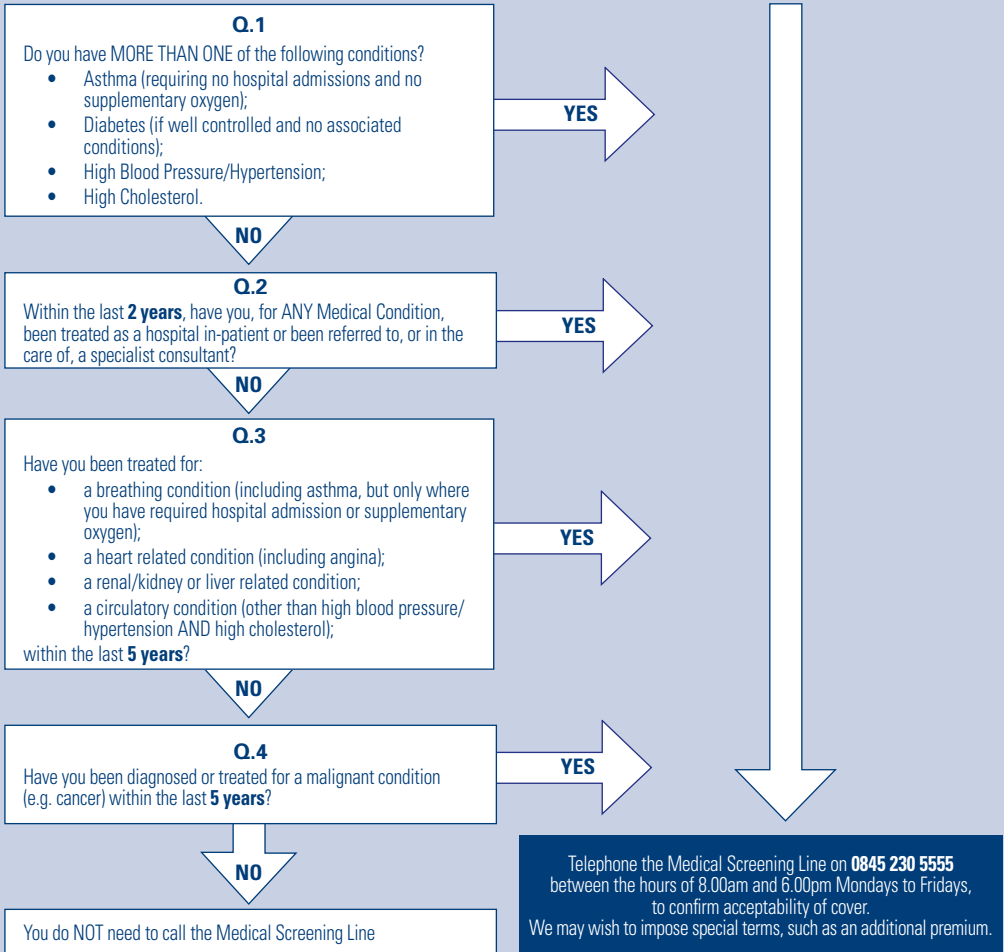 Q.1
Do you have MORE THAN ONE of the following conditions?
• Asthma (requiring no hospital admissions and no
supplementary oxygen);
• Diabetes (if well controlled and no associated
conditions);
• High Blood Pressure/Hypertension;
• High Cholesterol.
YES
NO
Q.2
Within the last 2 years, have you, for ANY Medical Condition,
been treated as a hospital in-patient or been referred to, or in the
care of, a specialist consultant?
YES
NO
Q.3
Have you been treated for:
• a breathing condition (including asthma, but only where
you have required hospital admission or supplementary
oxygen);
• a heart related condition (including angina);
• a renal/kidney or liver related condition;
• a circulatory condition (other than high blood pressure/
hypertension AND high cholesterol);
within the last 5 years?
YES
NO
Q.4
Have you been diagnosed or treated for a malignant condition
(e.g. cancer) within the last 5 years?
YES
NO
You do NOT need to call the Medical Screening Line
Telephone the Medical Screening Line on 0845 230 5555
between the hours of 8.00am and 6.00pm Mondays to Fridays,
to confirm acceptability of cover.
We may wish to impose special terms, such as an additional premium.